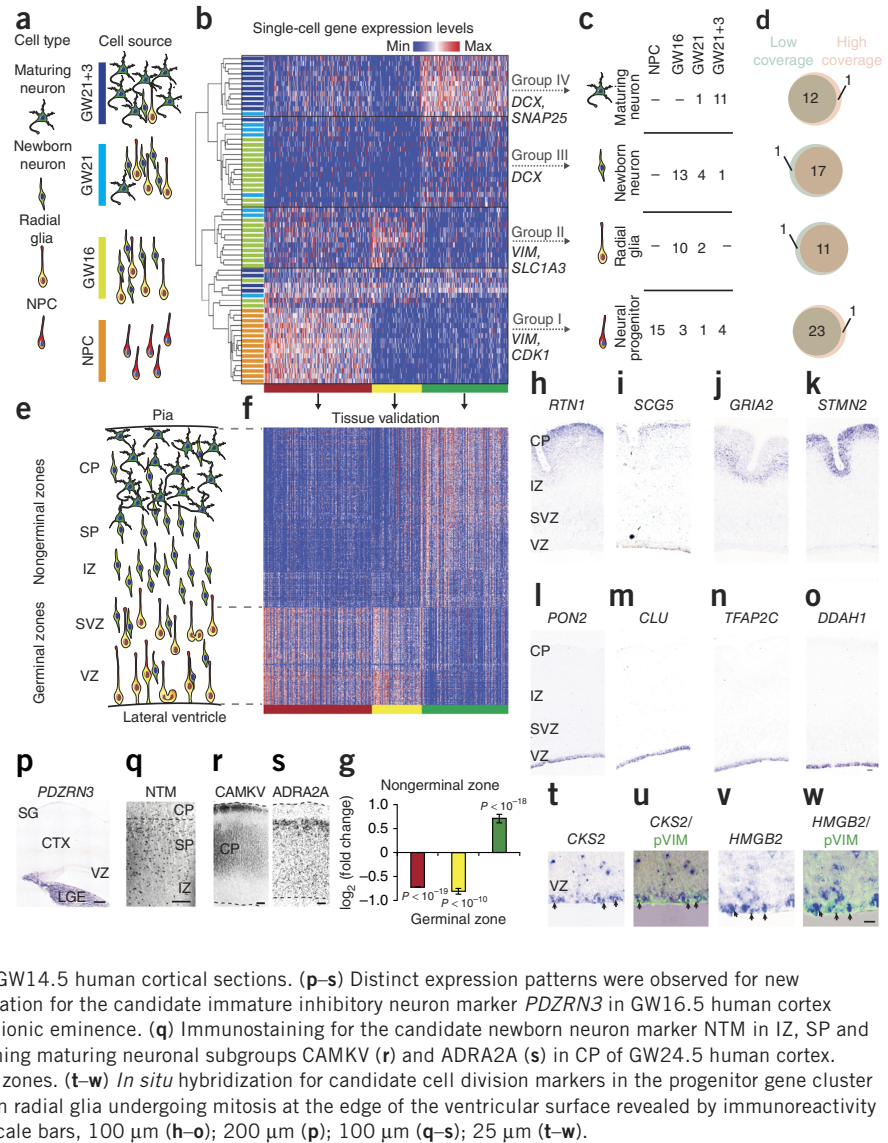 a
Cell type
Cell source
Maturing
neuron
GW21+3
Newborn
neuron
GW21
Radial
glia
GW16
NPC
NPC
b
Single-cell gene expression levels
Min
Max
Group IV
DCX,
SNAP25
Group III
DCX
Group II
VIM,
SLC1A3
Group I
VIM,
CDK1
c
NPC
GW16
GW21
GW21+3
Maturing
neuron
– – 1 11
Newborn
neuron
– 13 4 1
Radial
glia
– 10 2 –
Neural
progenitor
15 3 1 4
d
Low
coverage
High
coverage
12
1
1
17
1
11
23
1
e
Pia
Nongerminal zones
CP
SP
IZ
Germinal zones
SVZ
VZ
Lateral ventricle
f
Tissue validation
h
RTN1
CP
IZ
SVZ
VZ
i
SCG5
j
GRIA2
k
STMN2
l
PON2
CP
IZ
SVZ
VZ
m
CLU
n
TFAP2C
o
DDAH1
p
PDZRN3
SG
CTX
VZ
LGE
q
NTM
CP
SP
IZ
r
CAMKV
CP
s
ADRA2A
g
Nongerminal zone
log2 (fold change)
1.0
0.5
0
–0.5
–1.0
P < 10–18
P < 10–19
P < 10–10
Germinal zone
t
CKS2
VZ
u
CKS2/
pVIM
v
HMGB2
w
HMGB2/
pVIM
GW14.5 human cortical sections. (p–s) Distinct expression patterns were observed for new
ation for the candidate immature inhibitory neuron marker PDZRN3 in GW16.5 human cortex
ionic eminence. (q) Immunostaining for the candidate newborn neuron marker NTM in IZ, SP and
ning maturing neuronal subgroups CAMKV (r) and ADRA2A (s) in CP of GW24.5 human cortex.
zones. (t–w) In situ hybridization for candidate cell division markers in the progenitor gene cluster
n radial glia undergoing mitosis at the edge of the ventricular surface revealed by immunoreactivity
cale bars, 100 μm (h–o); 200 μm (p); 100 μm (q–s); 25 μm (t–w).